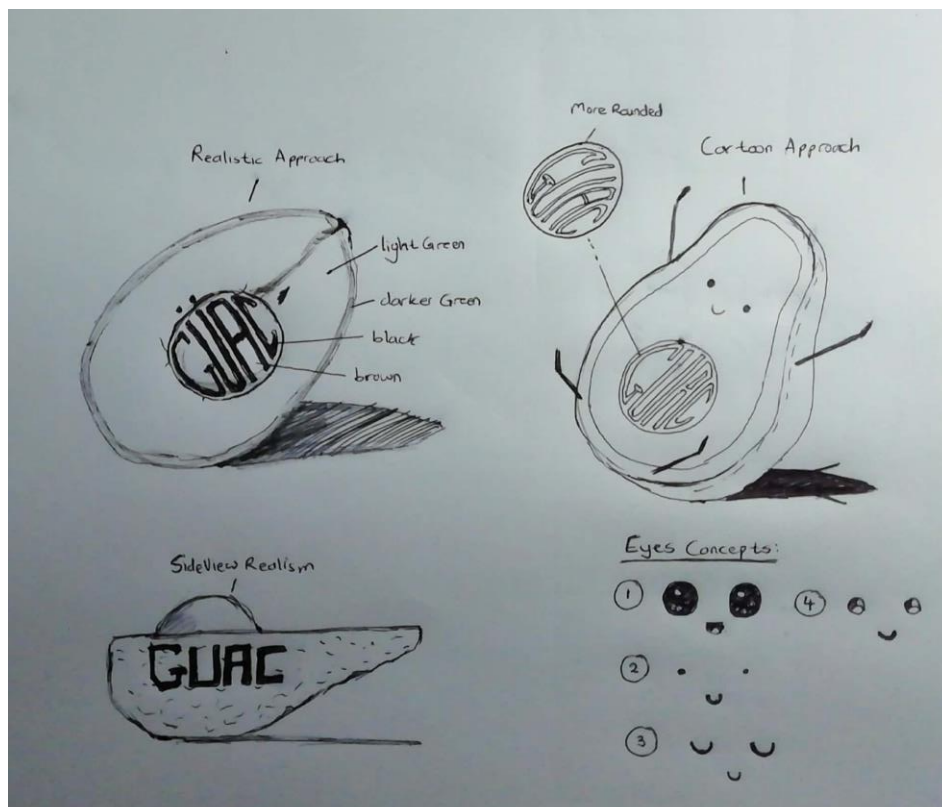 More Rounded
Realistic Approach
Cartoon Approach
light Green
darker Green
black
brown
GUAC
GUAC
SideView Realism
GUAC
Eyes Concepts:
1
4
2
3